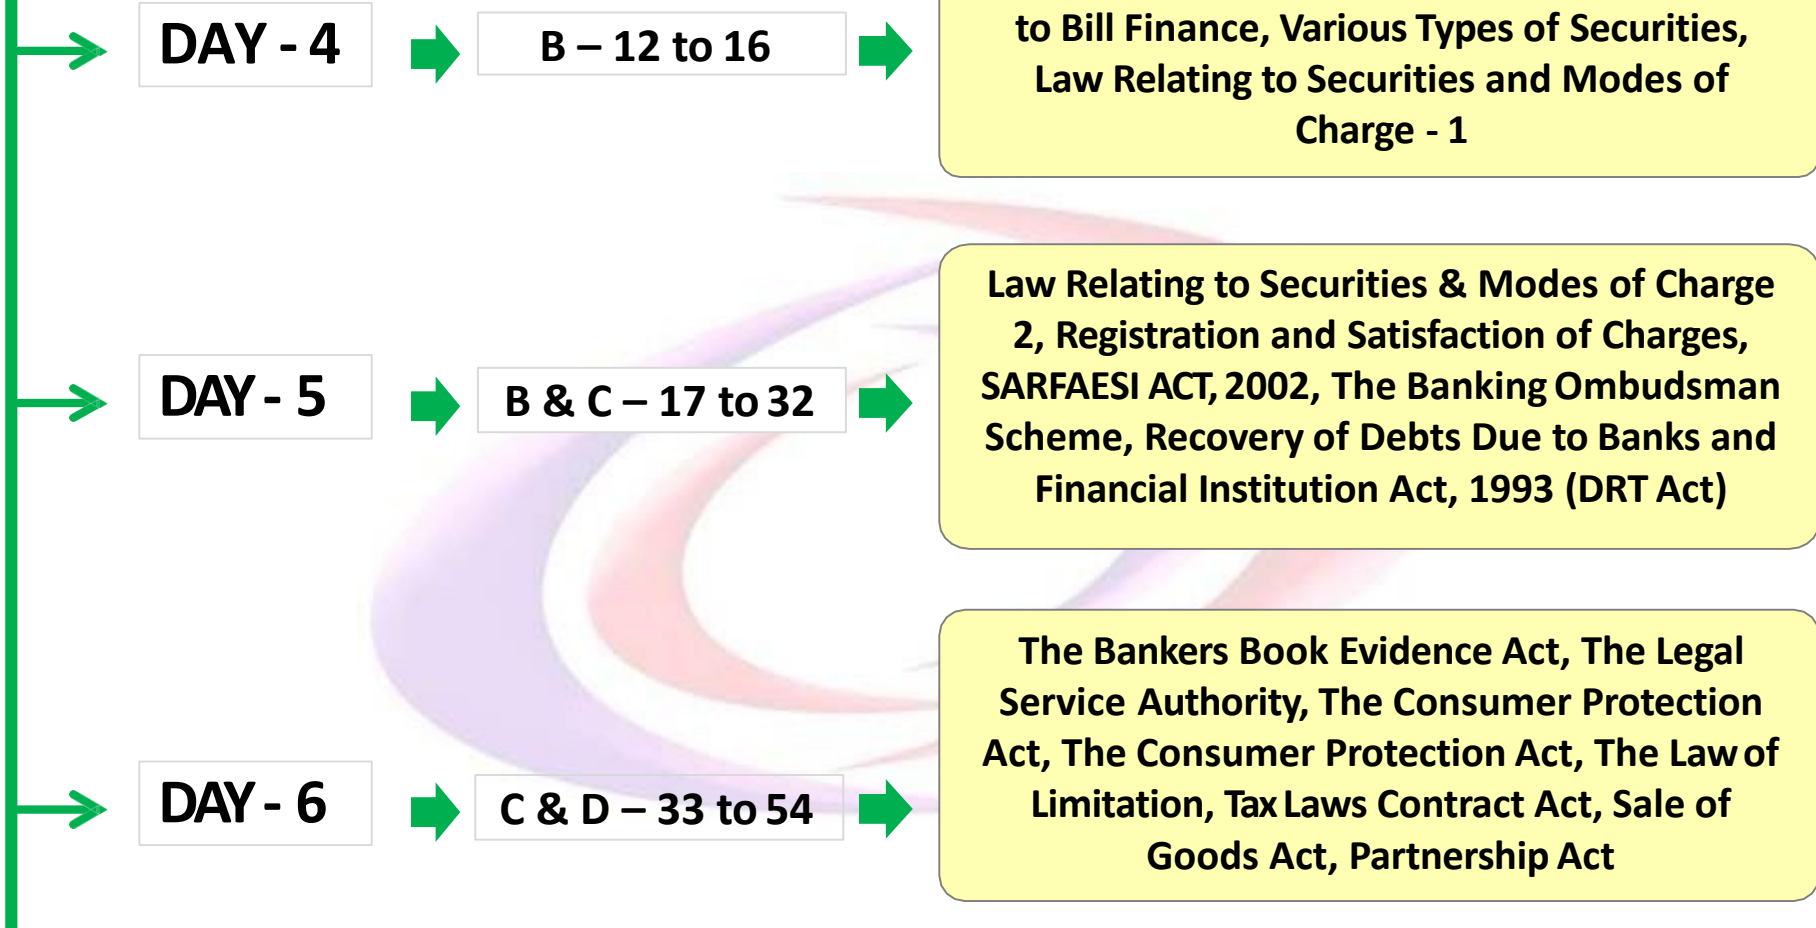 DAY - 4
B – 12 to 16
to Bill Finance, Various Types of Securities,
Law Relating to Securities and Modes of
Charge - 1
DAY - 5
B & C – 17 to 32
Law Relating to Securities & Modes of Charge
2, Registration and Satisfaction of Charges,
SARFAESI ACT, 2002, The Banking Ombudsman
Scheme, Recovery of Debts Due to Banks and
Financial Institution Act, 1993 (DRT Act)
DAY - 6
C & D – 33 to 54
The Bankers Book Evidence Act, The Legal
Service Authority, The Consumer Protection
Act, The Consumer Protection Act, The Law of
Limitation, Tax Laws Contract Act, Sale of
Goods Act, Partnership Act